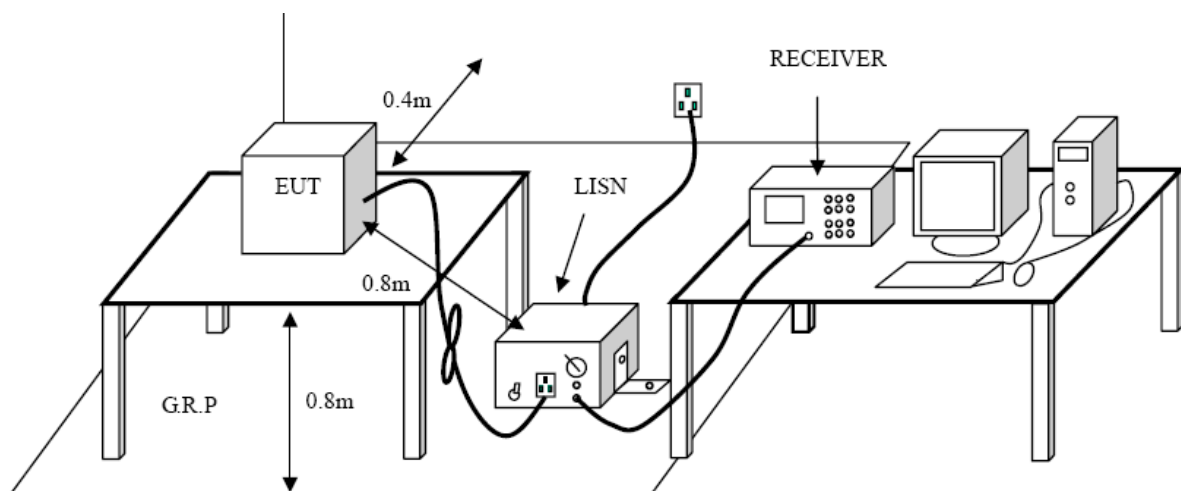 RECEIVER
0.4m
EUT
LISN
0.8m
G.R.P
0.8m